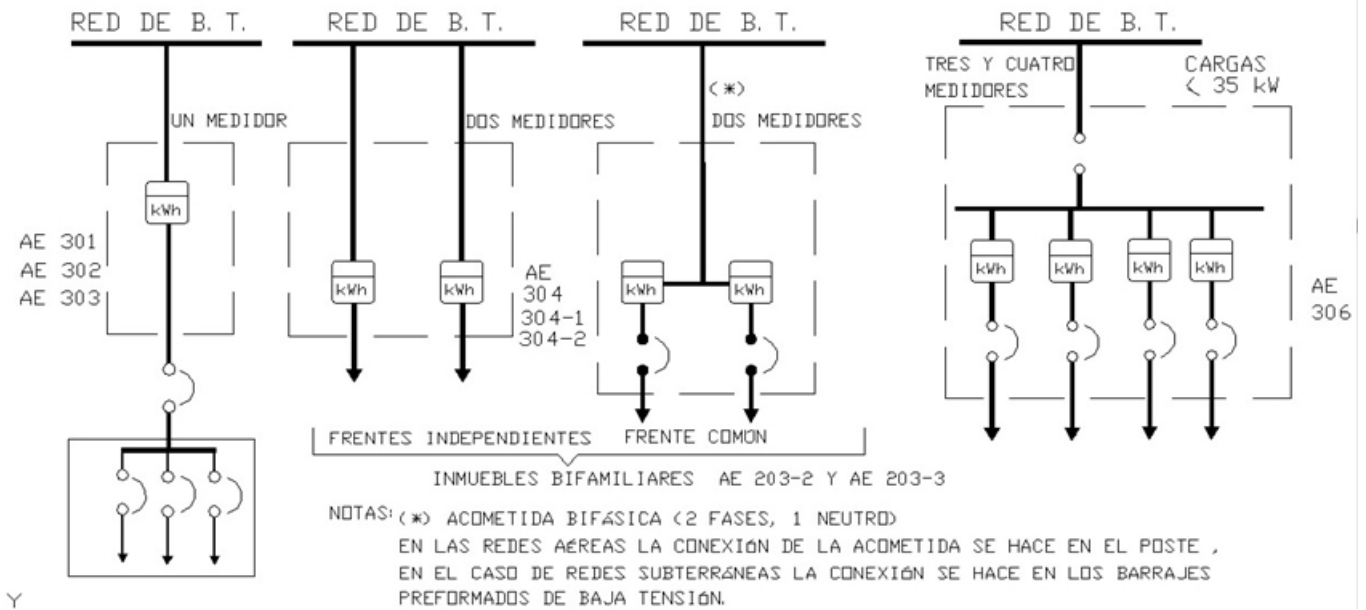 RED DE B. T.
RED DE B. T.
RED DE B. T.
RED DE B. T.
UN MEDIDOR
DOS MEDIDORES
(*)
DOS MEDIDORES
TRES Y CUATRO
MEDIDORES
CARGAS
< 35 kW
kWh
AE 301
AE 302
AE 303
kWh
kWh
AE
304
304-1
304-2
kWh
kWh
kWh
kWh
kWh
kWh
AE
306
FRENTES INDEPENDIENTES
FRENTE COMÚN
INMUEBLES BIFAMILIARES AE 203-2 Y AE 203-3
NOTAS: (*) ACOMETIDA BIFÁSICA (2 FASES, 1 NEUTRO)
EN LAS REDES AÉREAS LA CONEXIÓN DE LA ACOMETIDA SE HACE EN EL POSTE ,
EN EL CASO DE REDES SUBTERRÁNEAS LA CONEXIÓN SE HACE EN LOS BARRAJES
PREFORMADOS DE BAJA TENSIÓN.
Y